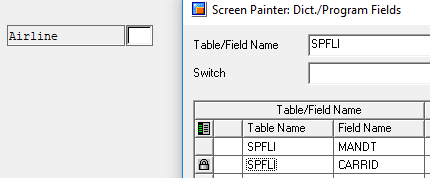 Airline
Screen Painter: Dict./Program Fields
Table/Field Name SPFLI
Switch
Table/Field Name
Table Name Field Name
SPFLI MANDT
SPFLI CARRID